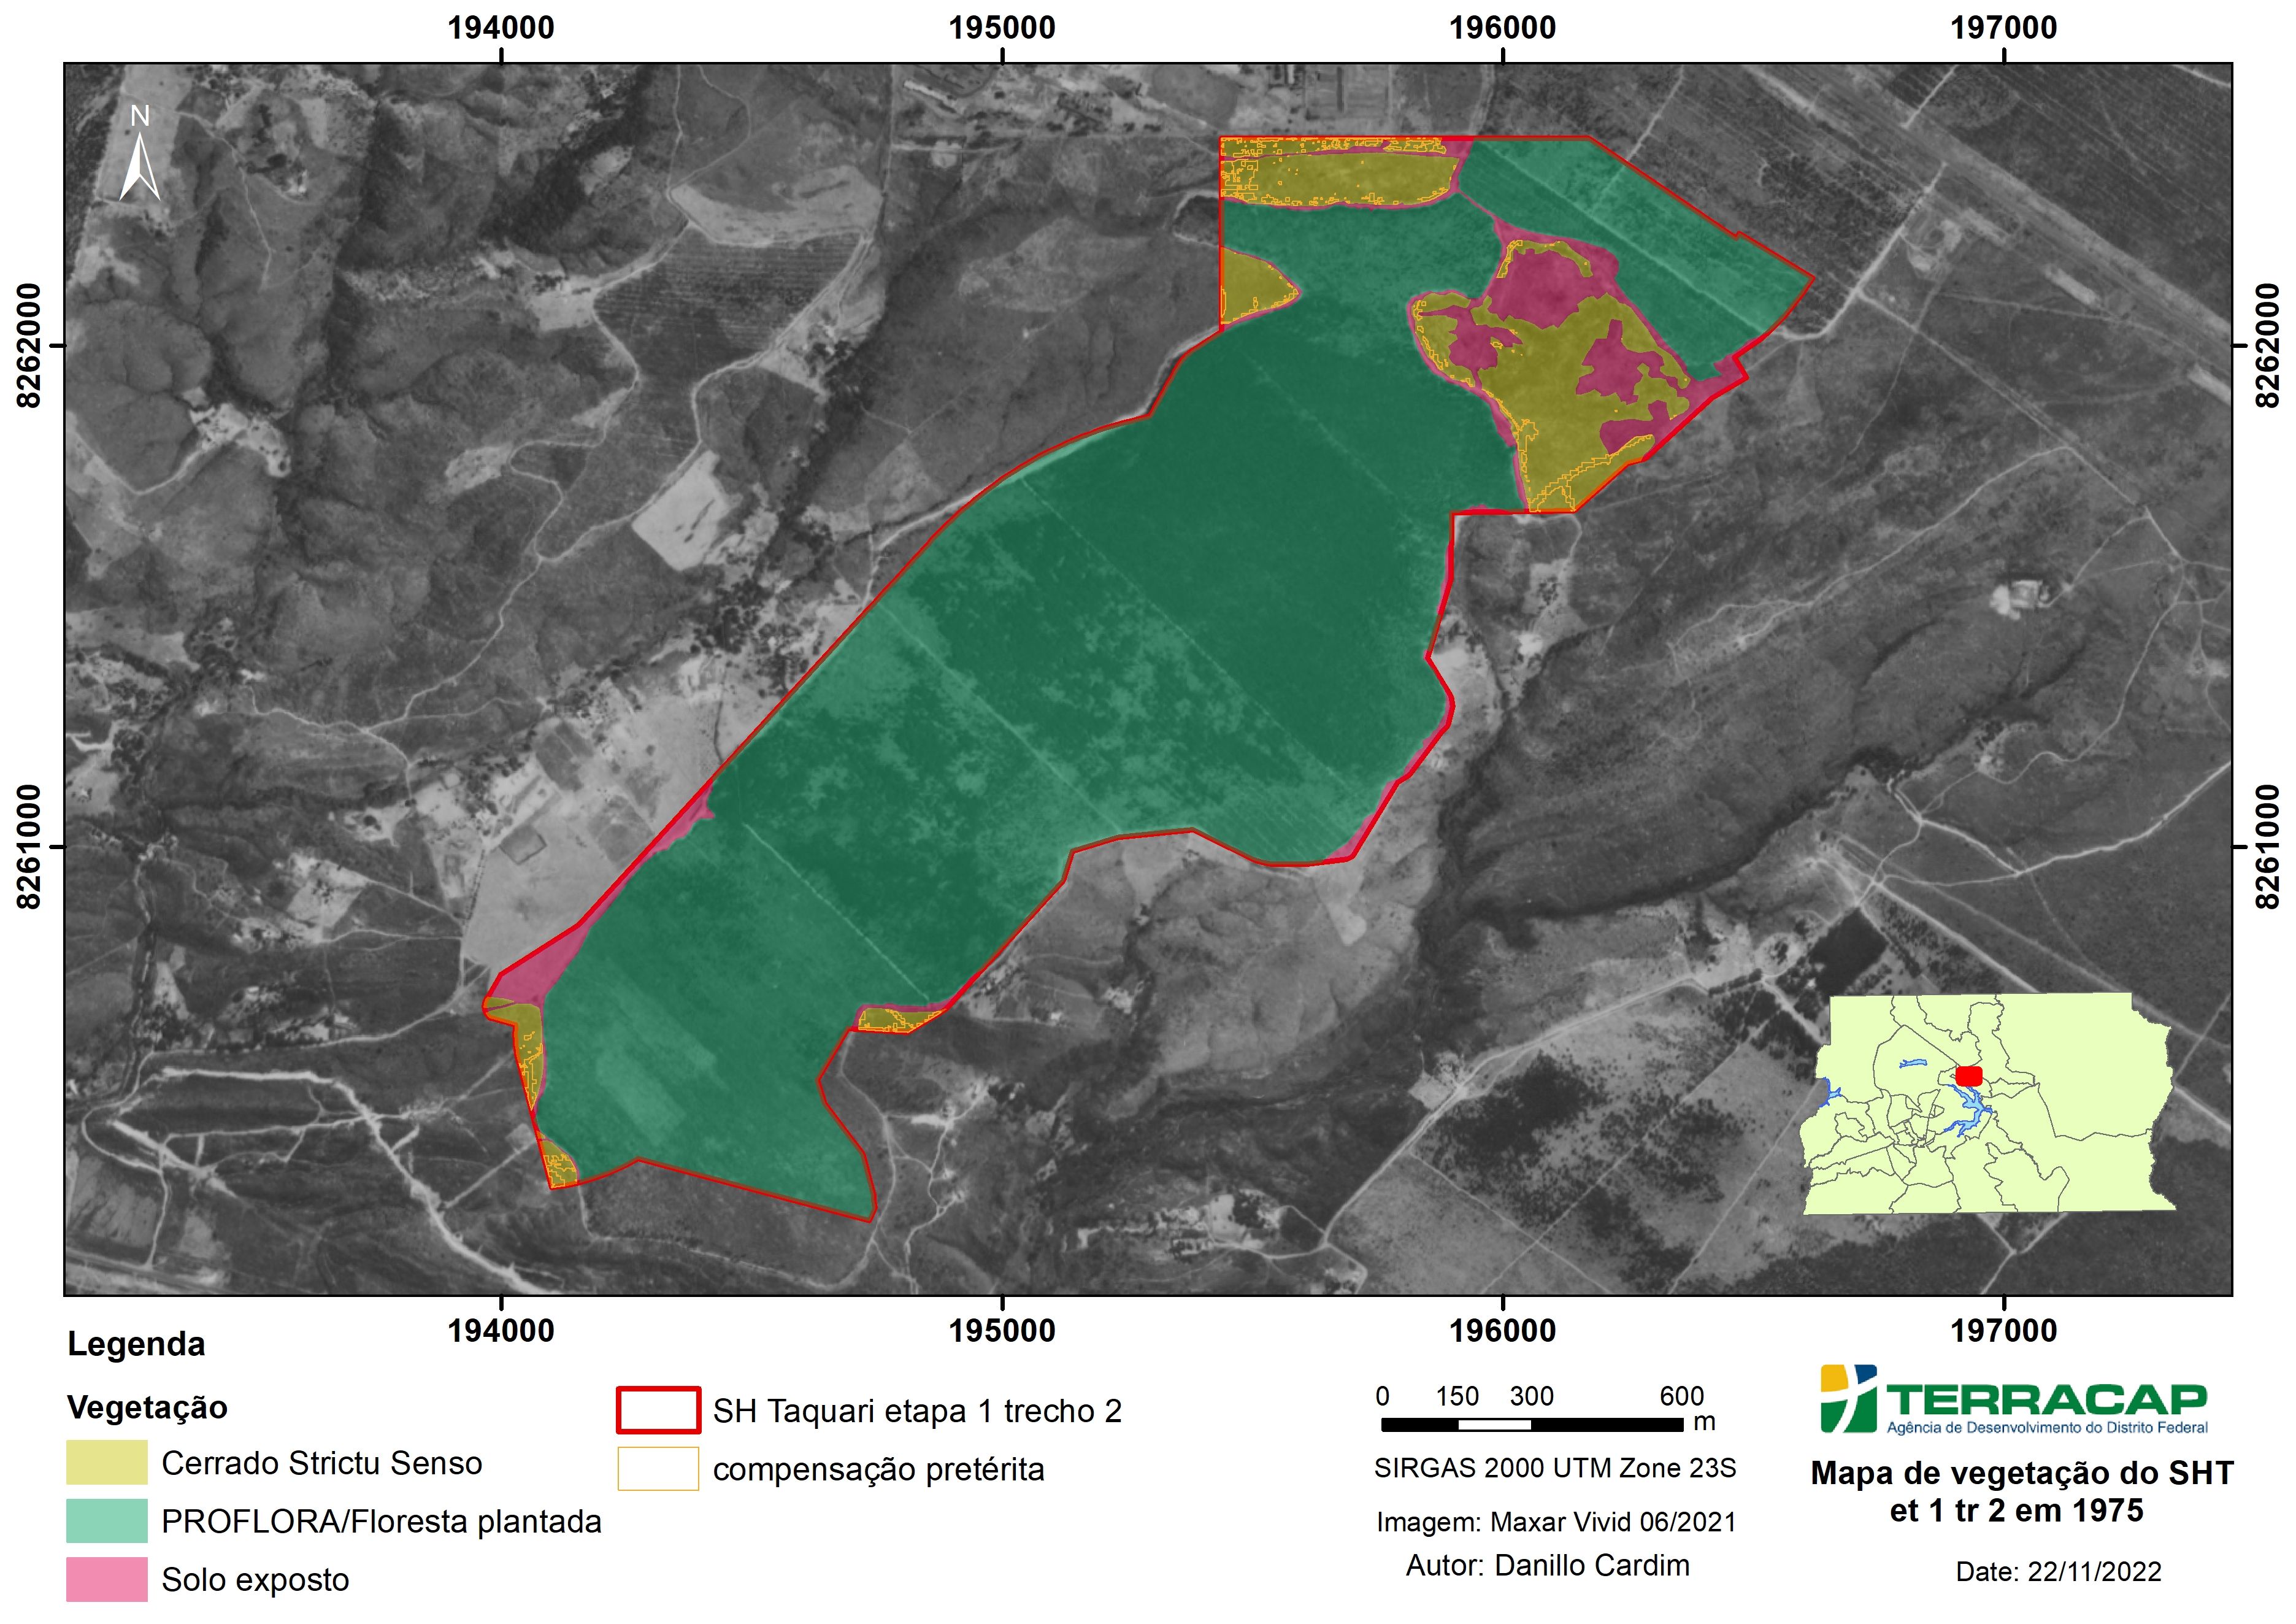 194000 195000 196000 197000
N
8262000 8262000
8261000 8261000
194000 195000 196000 197000
Legenda
Vegetação
Cerrado Strictu Senso
PROFLORA/Floresta plantada
Solo exposto
SH Taquari etapa 1 trecho 2
compensação pretérita
0 150 300 600
m
SIRGAS 2000 UTM Zone 23S
Imagem: Maxar Vivid 06/2021
Autor: Danillo Cardim
TERRACAP
Agência de Desenvolvimento do Distrito Federal
Mapa de vegetação do SHT
et 1 tr 2 em 1975
Date: 22/11/2022